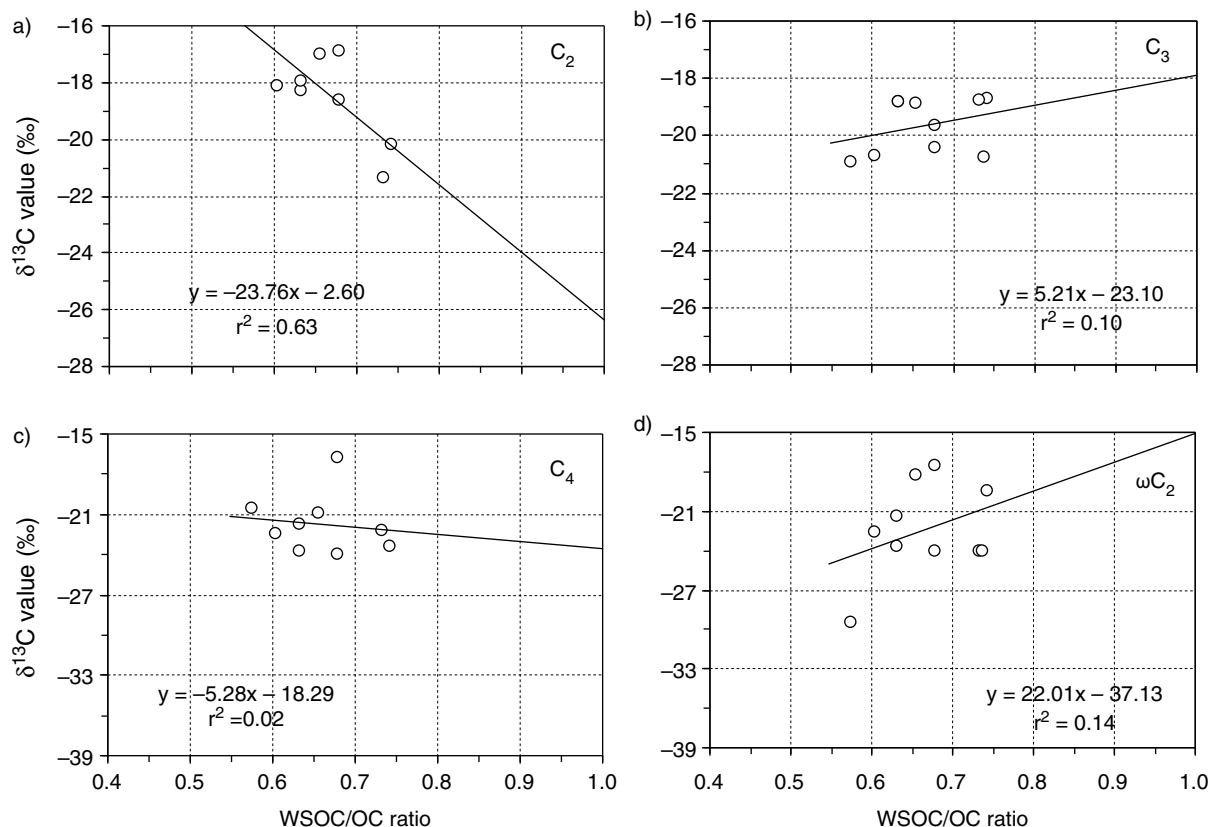 a)
C₂
δ¹³C value (‰)
–16
–18
–20
–22
–24
–26
–28
y = –23.76x – 2.60
r² = 0.63
b)
C₃
–16
–18
–20
–22
–24
–26
–28
y = 5.21x – 23.10
r² = 0.10
c)
C₄
δ¹³C value (‰)
–15
–21
–27
–33
–39
y = –5.28x – 18.29
r² =0.02
0.4 0.5 0.6 0.7 0.8 0.9 1.0
WSOC/OC ratio
d)
ωC₂
–15
–21
–27
–33
–39
y = 22.01x – 37.13
r² = 0.14
0.4 0.5 0.6 0.7 0.8 0.9 1.0
WSOC/OC ratio